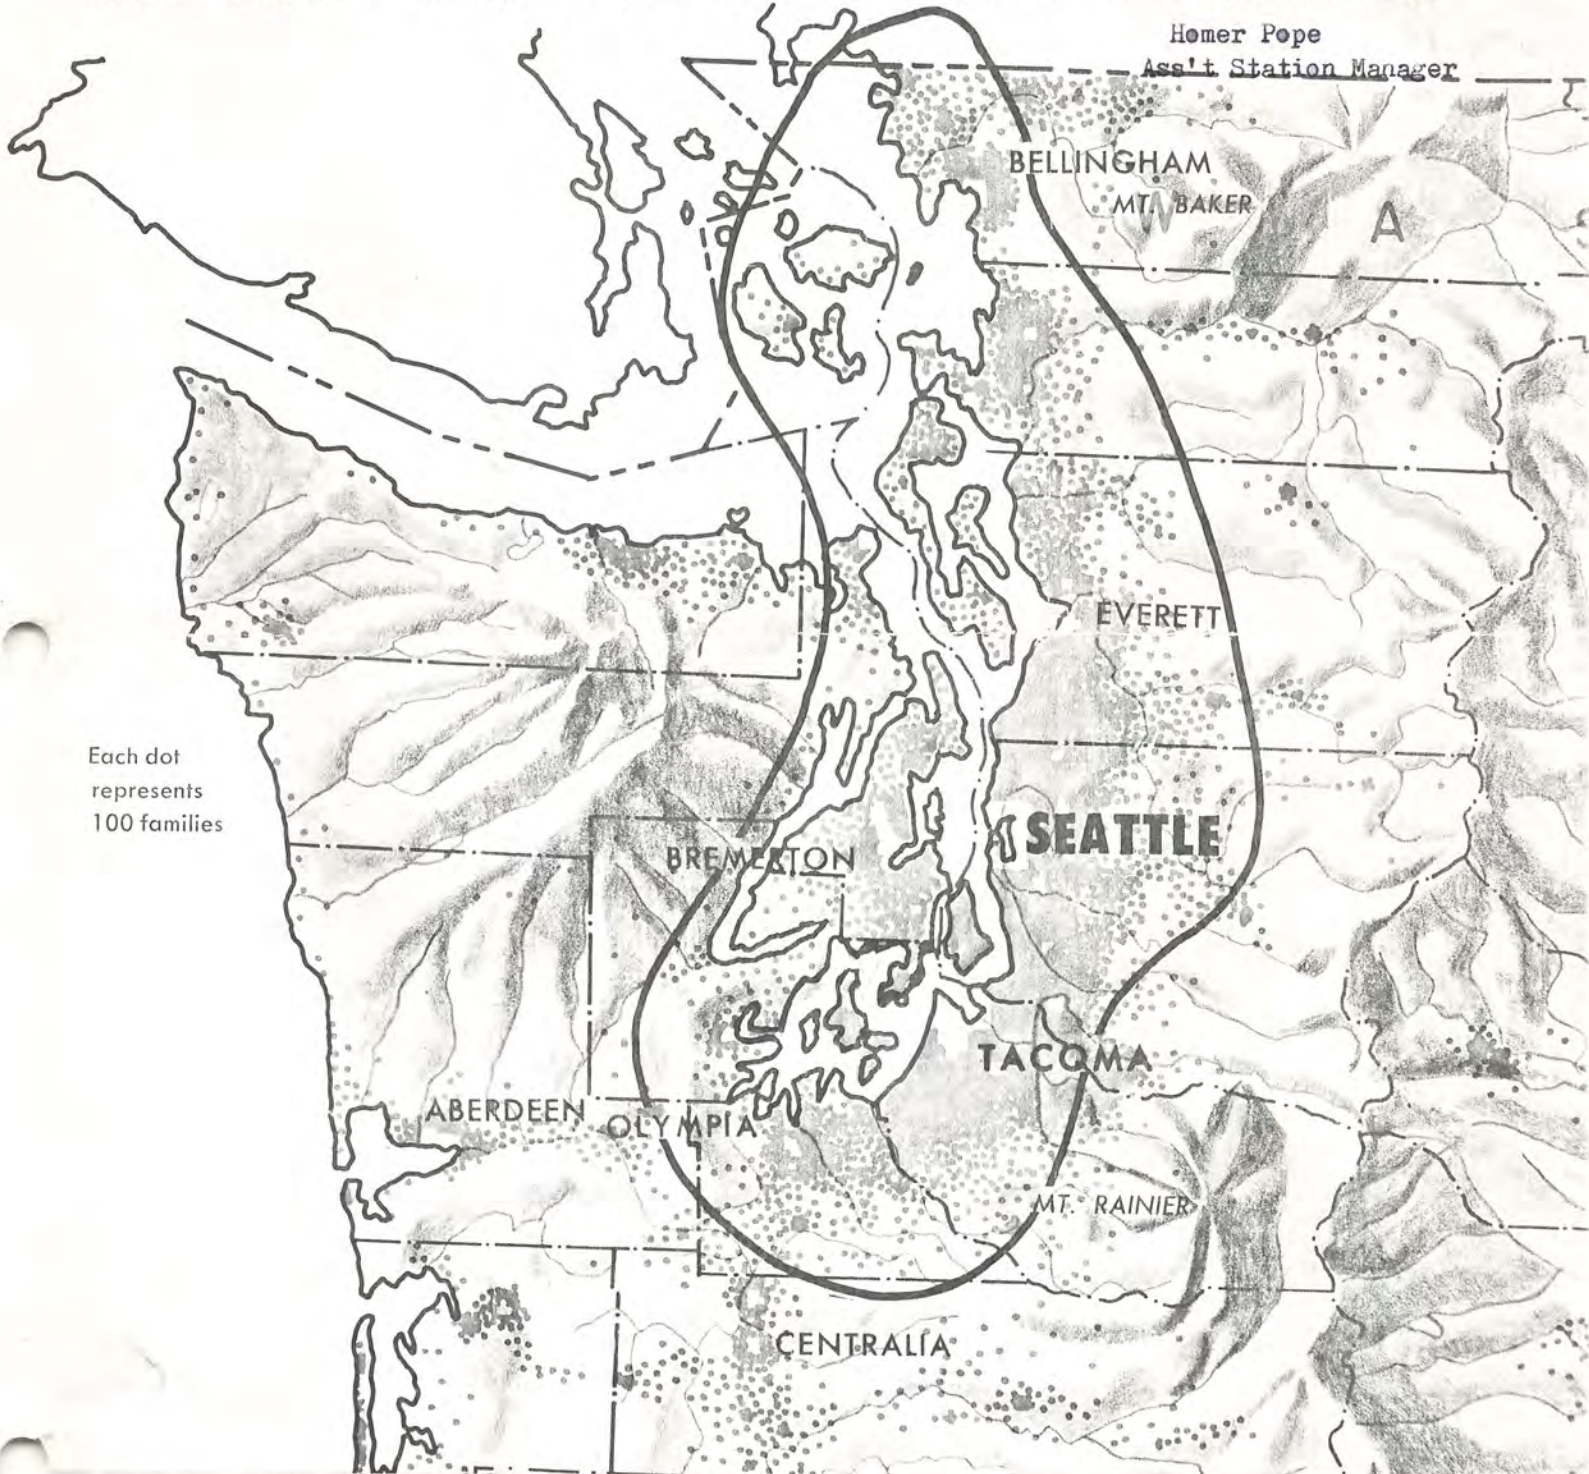 Homer Pope
Ass't Station Manager
BELLINGHAM
MT. BAKER
W
A
EVERETT
Each dot
represents
100 families
SEATTLE
BREMERTON
TACOMA
ABERDEEN
OLYMPIA
MT. RAINIER
CENTRALIA